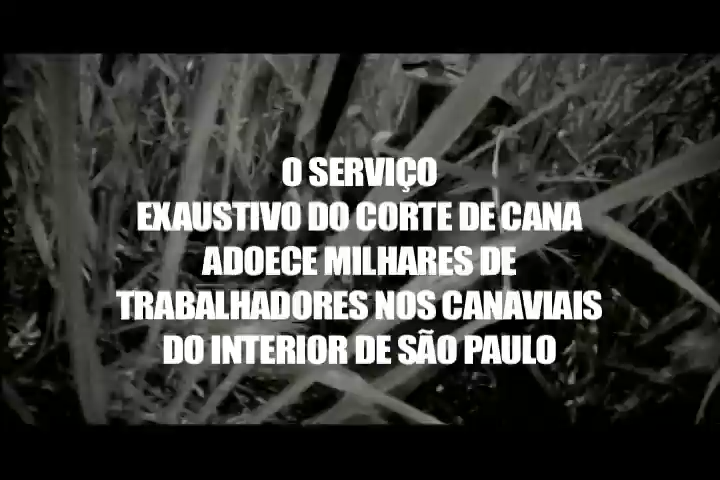 O SERVIÇO
EXAUSTIVO DO CORTE DE CANA
ADOECE MILHARES DE
TRABALHADORES NOS CANAVIAIS
DO INTERIOR DE SÃO PAULO